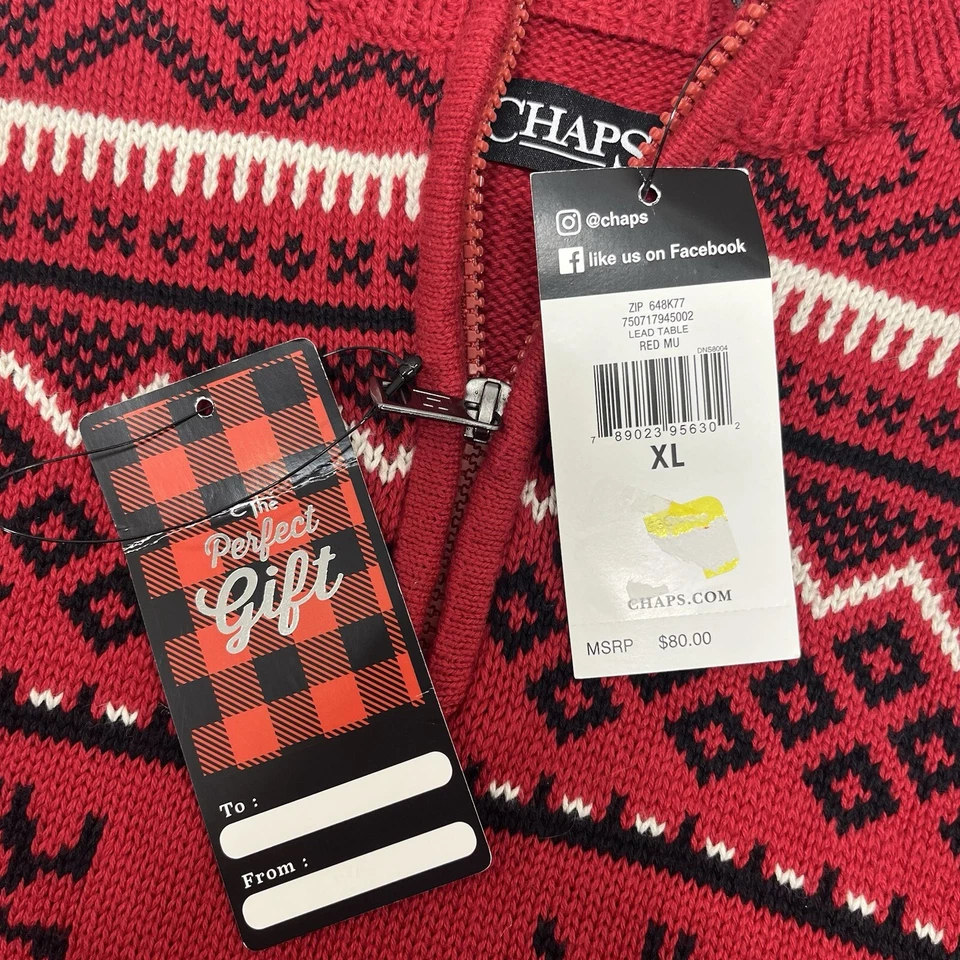 CHAPS
@chaps
like us on Facebook
ZIP 648K77
750717945002
LEAD TABLE
RED MU
DNS8004
7 89023 95630 2
XL
CHAPS.COM
MSRP $80.00
The
Perfect
Gift
To :
From :